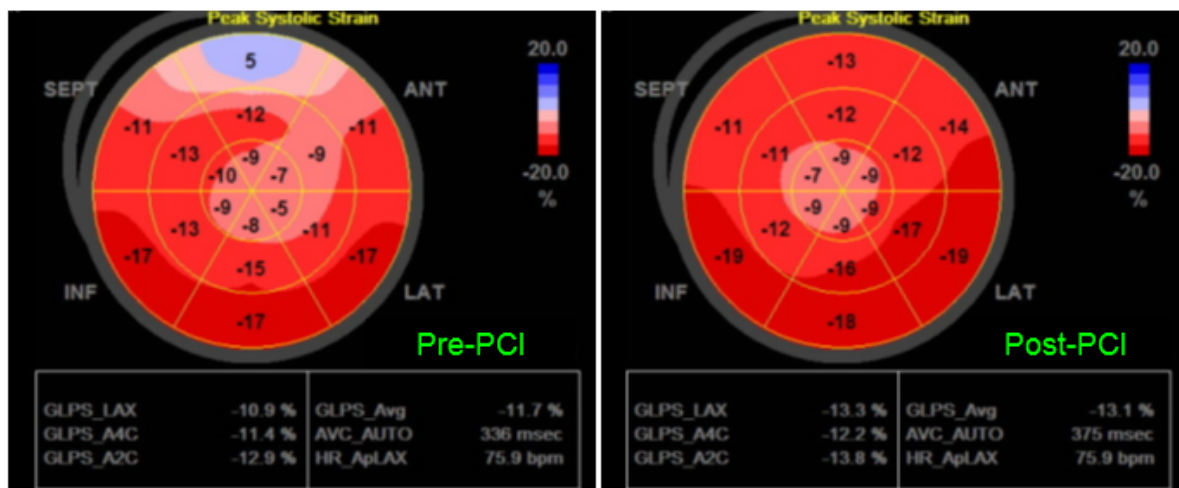 Peak Systolic Strain
5
SEPT
ANT
-11
-12
-11
-13
-9
-9
-10
-7
-9
-5
-13
-8
-11
-17
-15
-17
INF
LAT
-17
20.0
-20.0
%
Pre-PCI
GLPS_LAX -10.9 % GLPS_Avg -11.7 %
GLPS_A4C -11.4 % AVC_AUTO 336 msec
GLPS_A2C -12.9 % HR_ApLAX 75.9 bpm
Peak Systolic Strain
-13
SEPT
ANT
-11
-12
-14
-11
-9
-12
-7
-9
-9
-9
-12
-9
-17
-19
-16
-19
INF
LAT
-18
20.0
-20.0
%
Post-PCI
GLPS_LAX -13.3 % GLPS_Avg -13.1 %
GLPS_A4C -12.2 % AVC_AUTO 375 msec
GLPS_A2C -13.8 % HR_ApLAX 75.9 bpm